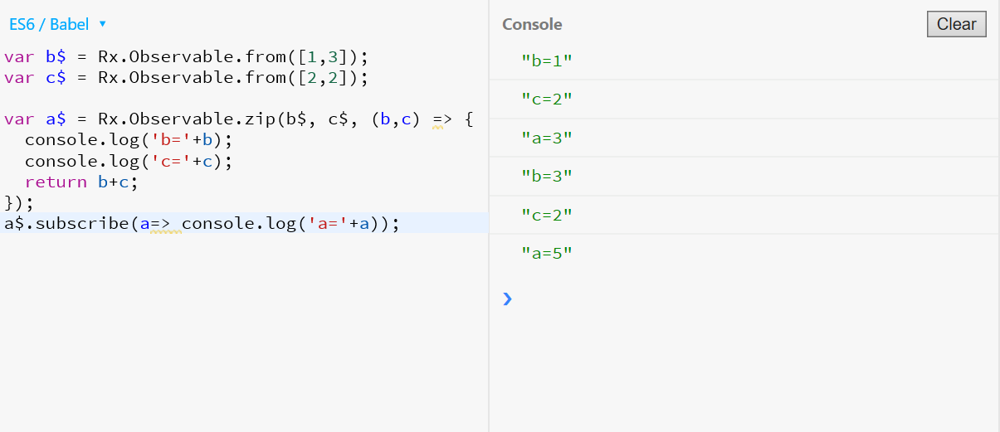 ES6 / Babel ▼
var b$ = Rx.Observable.from([1,3]);
var c$ = Rx.Observable.from([2,2]);
var a$ = Rx.Observable.zip(b$, c$, (b,c) => {
  console.log('b='+b);
  console.log('c='+c);
  return b+c;
});
a$.subscribe(a=> console.log('a='+a));
Console
Clear
"b=1"
"c=2"
"a=3"
"b=3"
"c=2"
"a=5"
❯